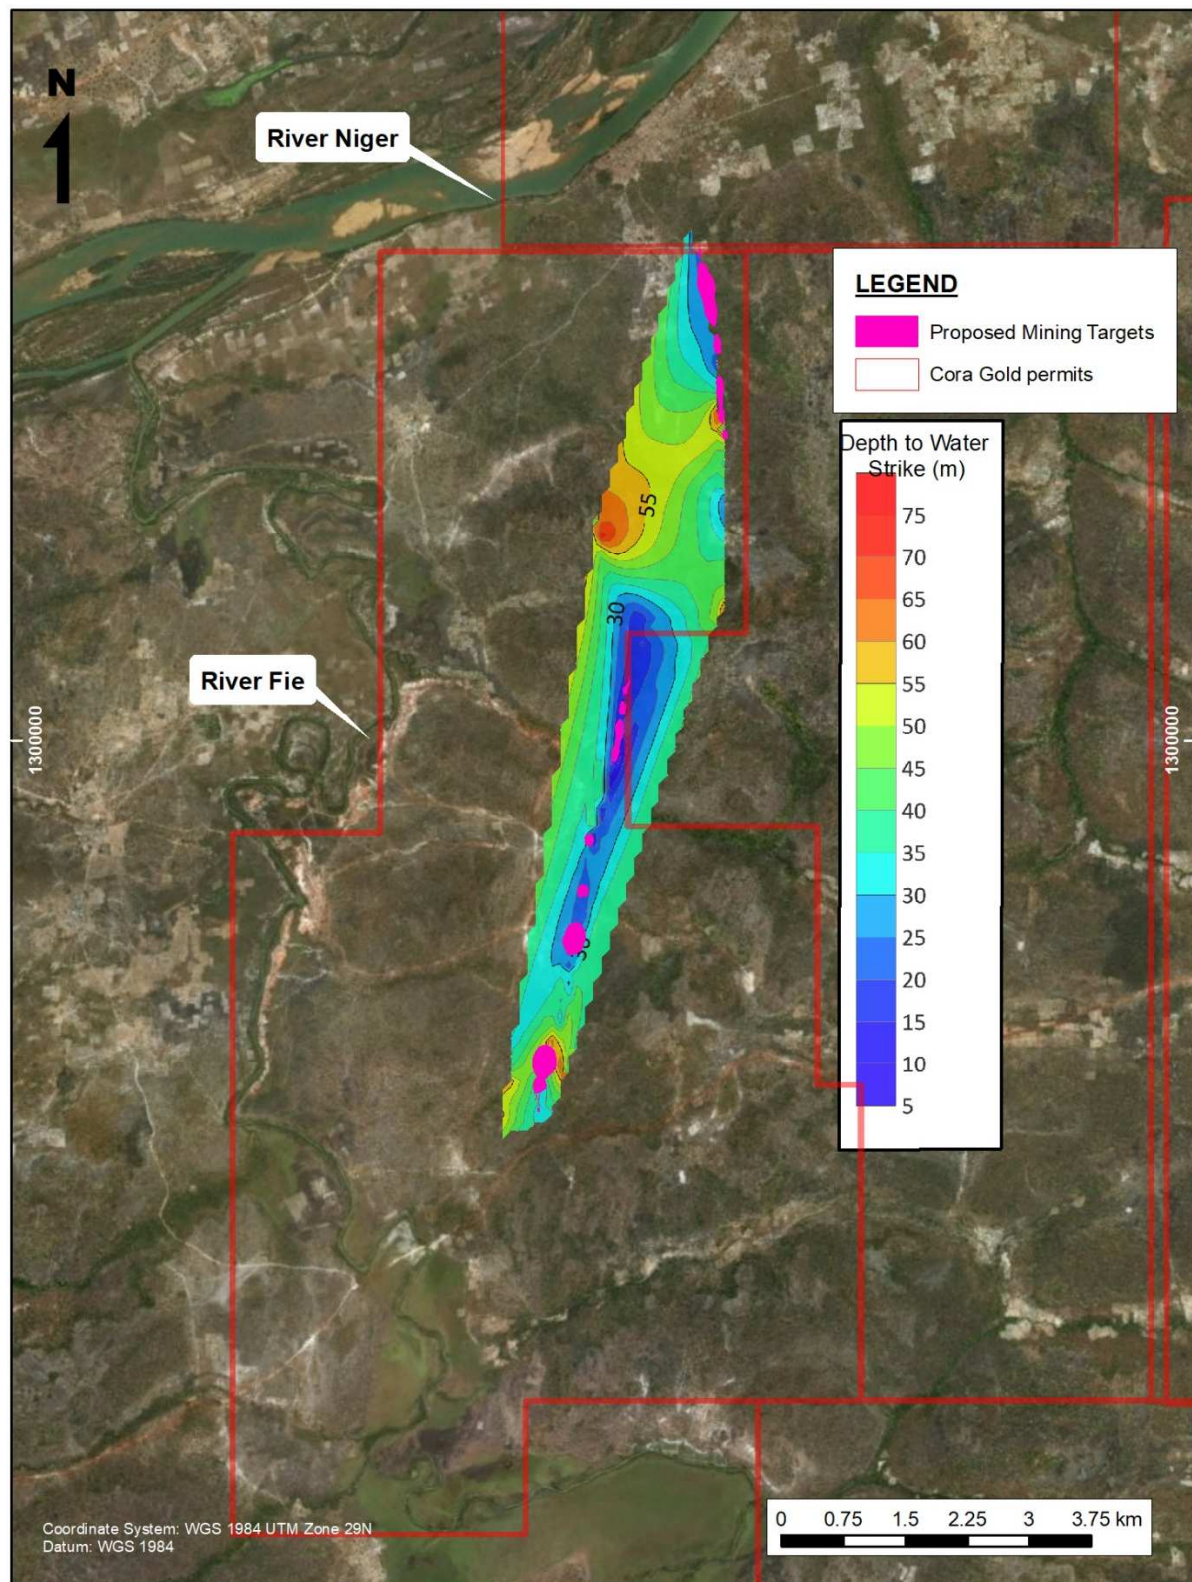 N
River Niger
LEGEND
Proposed Mining Targets
Cora Gold permits
Depth to Water
Strike (m)
75
70
65
60
55
50
45
40
35
30
25
20
15
10
5
55
30
River Fie
1300000
1300000
30
Coordinate System: WGS 1984 UTM Zone 29N
Datum: WGS 1984
0 0.75 1.5 2.25 3 3.75 km